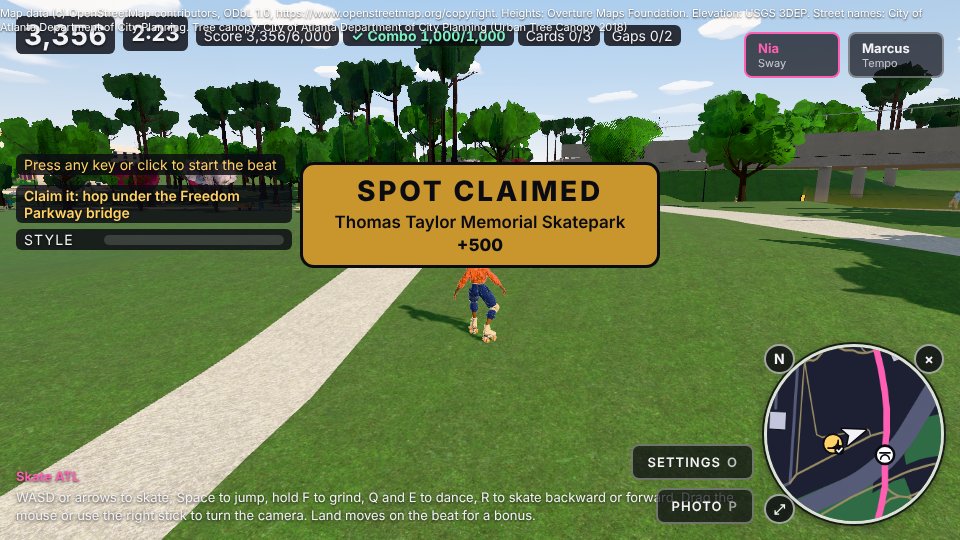 Map data (c) OpenStreetMap contributors, ODbL 1.0, https://www.openstreetmap.org/copyright. Heights: Overture Maps Foundation. Elevation: USGS 3DEP. Street names: City of
Atlanta Department of City Planning. Tree canopy: City of Atlanta Department of City Planning (Urban Tree Canopy 2018)
3,356
2:23
Score 3,356/6,000
✓ Combo 1,000/1,000
Cards 0/3
Gaps 0/2
Nia
Sway
Marcus
Tempo
Press any key or click to start the beat
Claim it: hop under the Freedom
Parkway bridge
STYLE
SPOT CLAIMED
Thomas Taylor Memorial Skatepark
+500
N
×
SETTINGS O
PHOTO P
Skate ATL
WASD or arrows to skate, Space to jump, hold F to grind, Q and E to dance, R to skate backward or forward. Drag the
mouse or use the right stick to turn the camera. Land moves on the beat for a bonus.